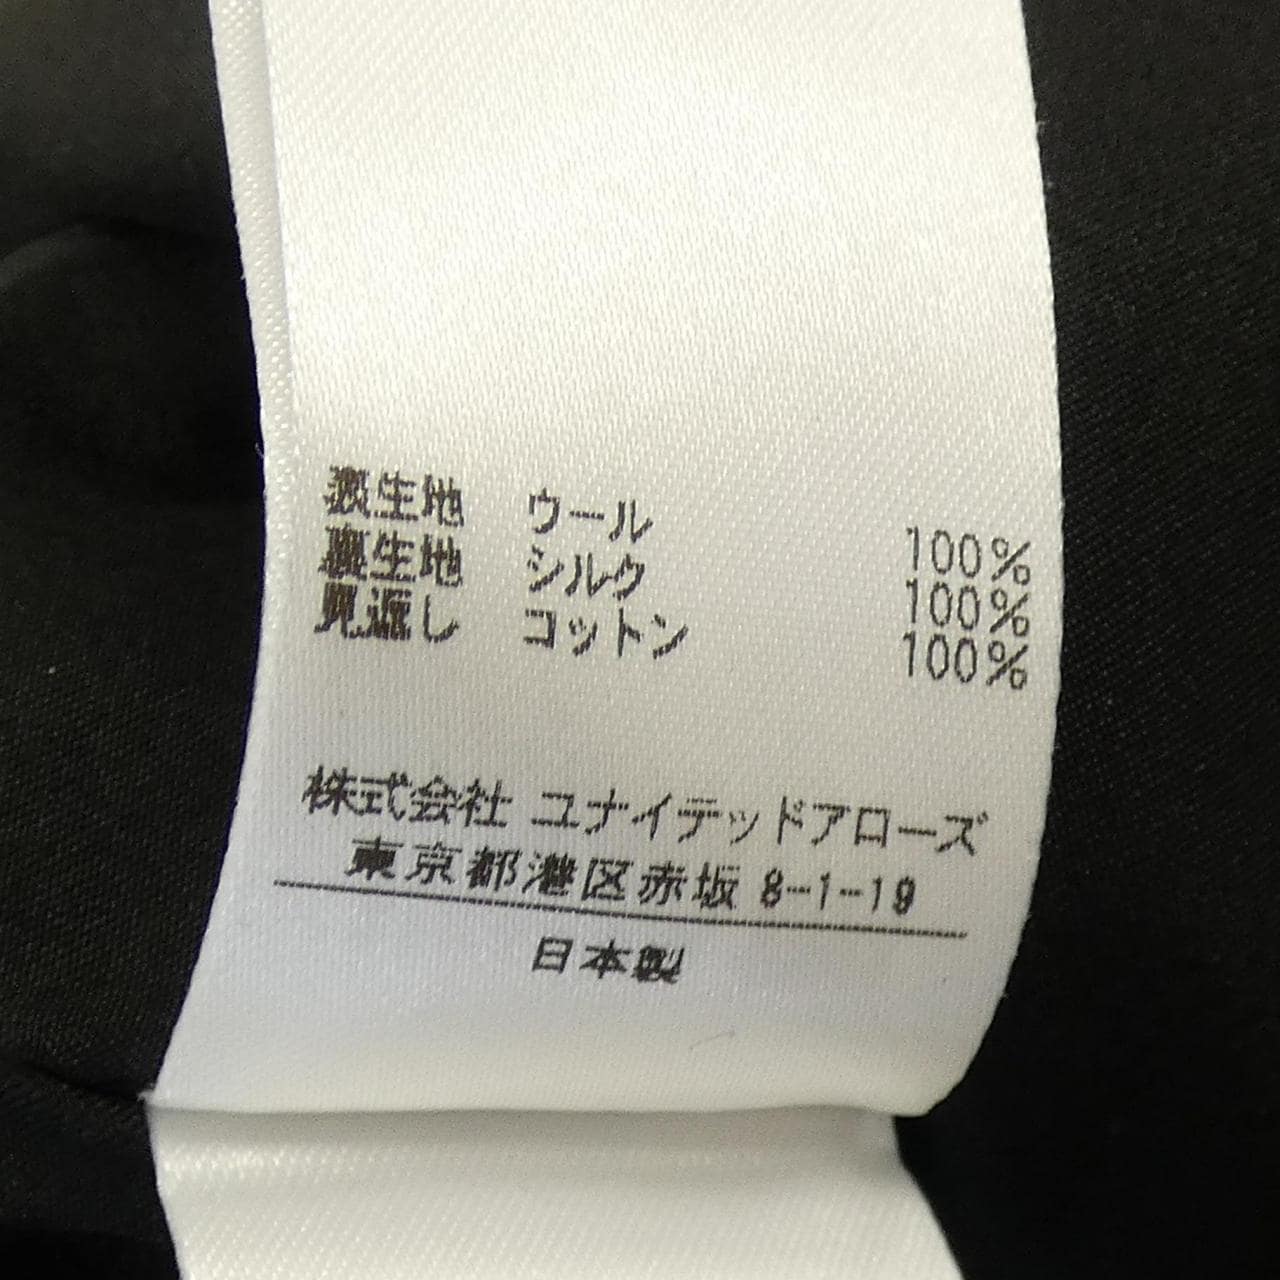 表生地 ウール 100%
裏生地 シルク 100%
見返し コットン 100%
株式会社 ユナイテッドアローズ
東京都港区赤坂 8-1-19
日本製